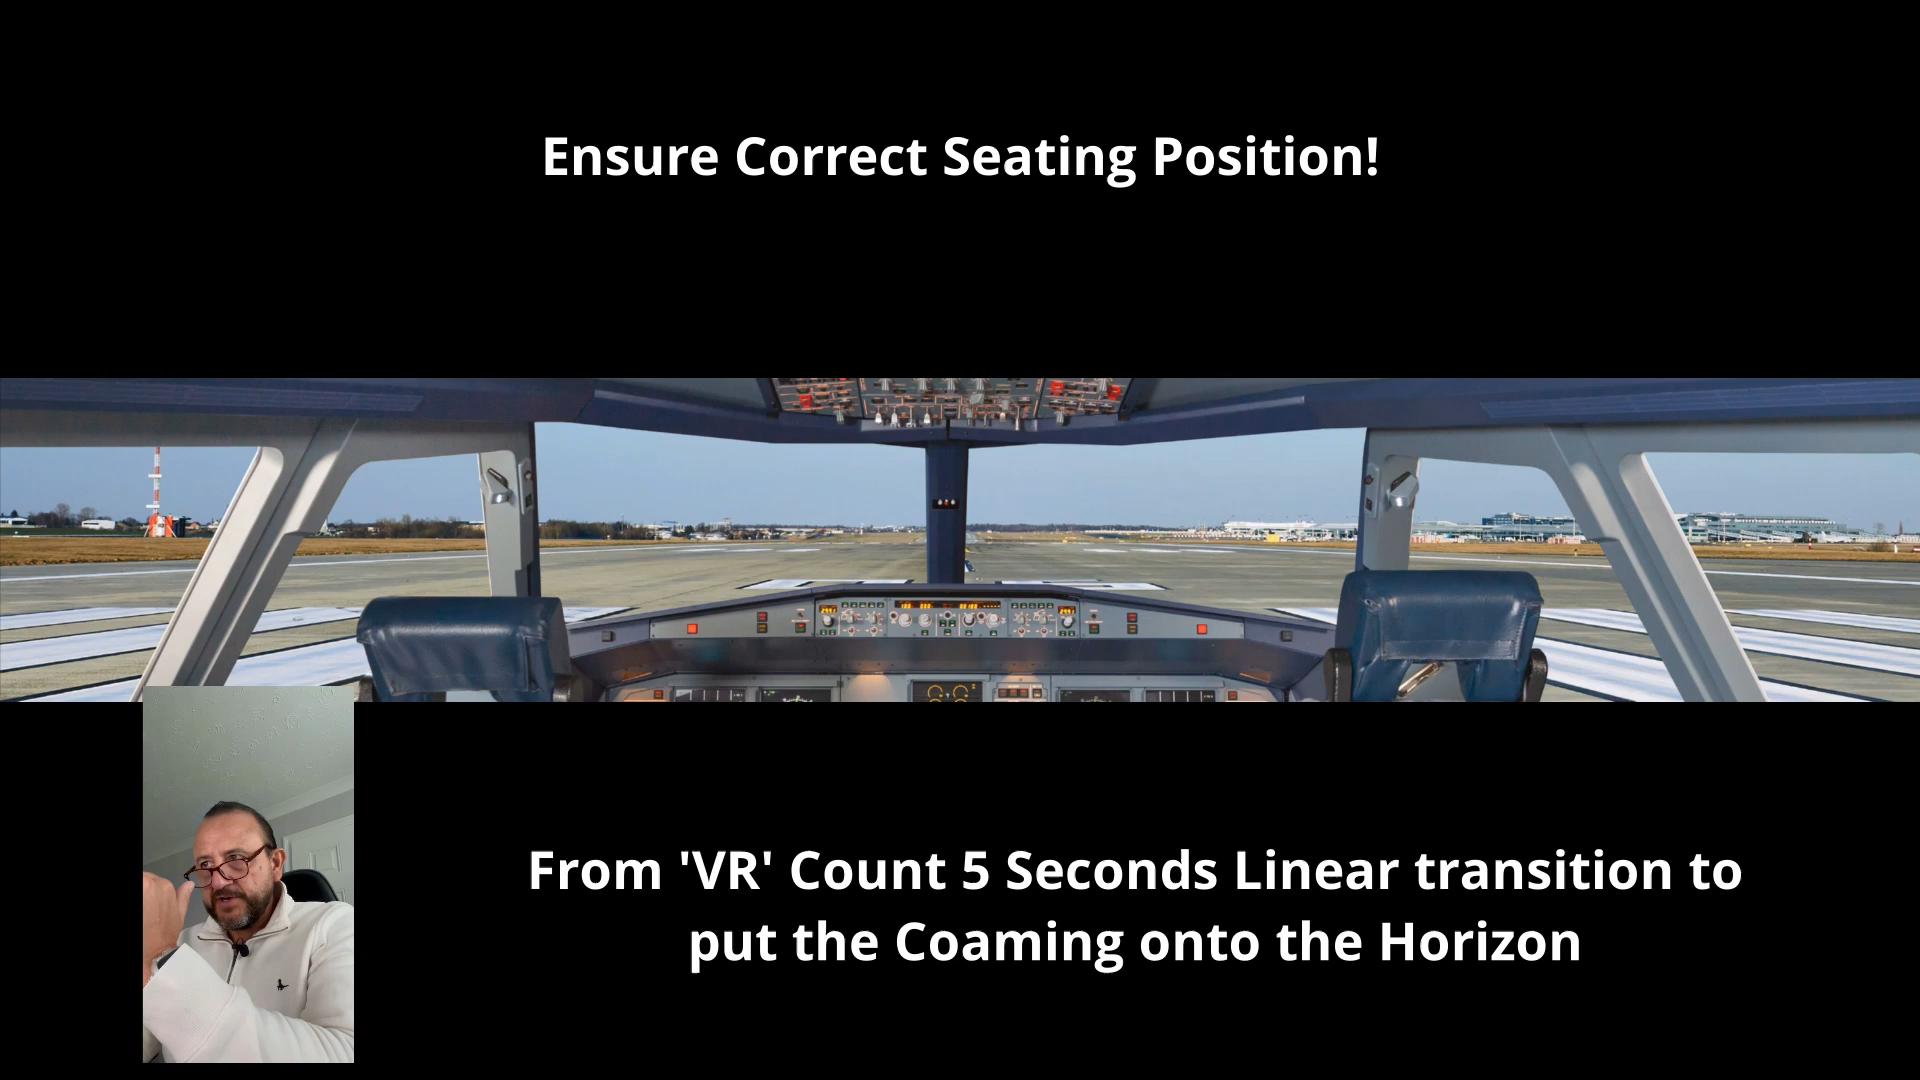 Ensure Correct Seating Position!
From 'VR' Count 5 Seconds Linear transition to
put the Coaming onto the Horizon